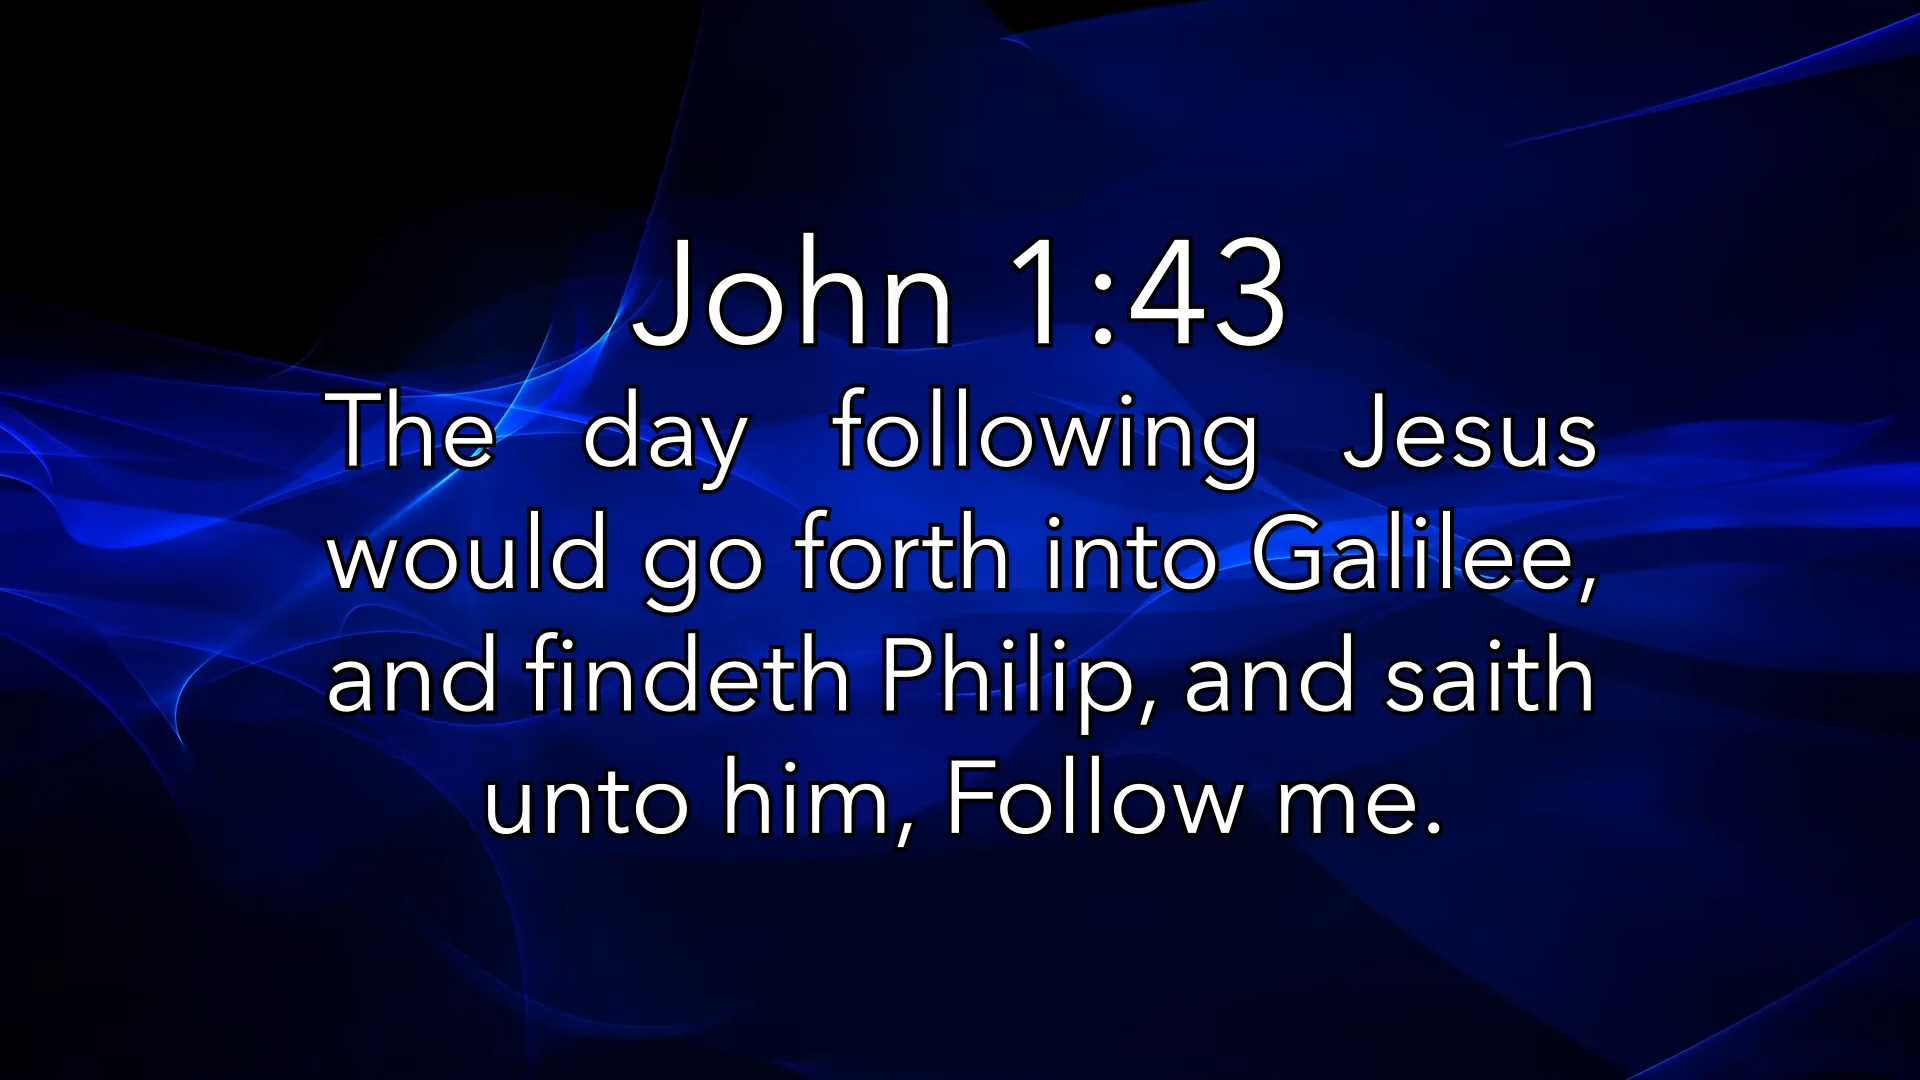 John 1:43
The day following Jesus
would go forth into Galilee,
and findeth Philip, and saith
unto him, Follow me.